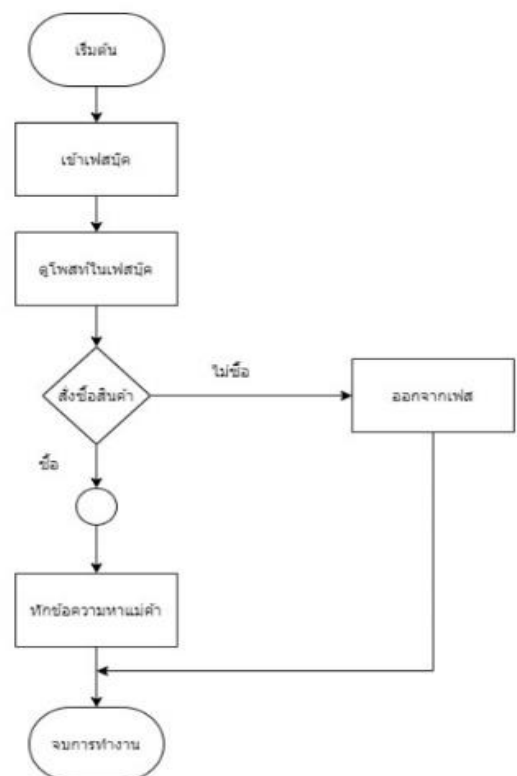 เริ่มต้น
เข้าเฟสบุ๊ค
ดูโพสท์ในเฟสบุ๊ค
สั่งซื้อสินค้า
ไม่ซื้อ
ออกจากเฟส
ซื้อ
ทักข้อความหาแม่ค้า
จบการทำงาน